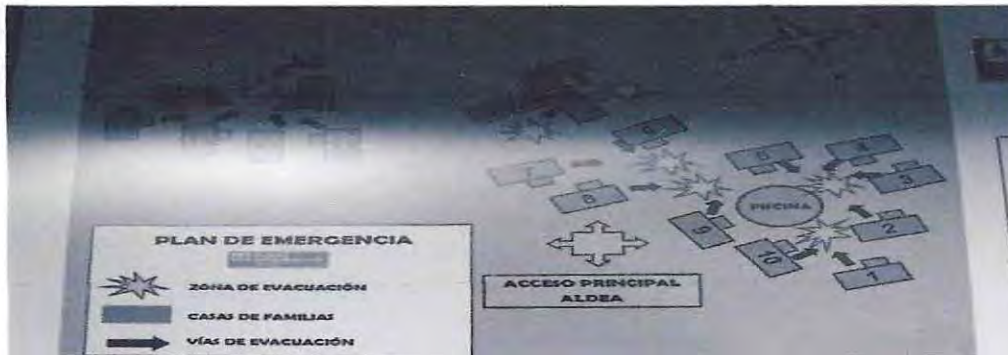 6
7
8
5
4
3
PISCINA
9
2
10
1
PLAN DE EMERGENCIA
ZONA DE EVACUACIÓN
CASAS DE FAMILIAS
VÍAS DE EVACUACIÓN
ACCESO PRINCIPAL
ALDEA